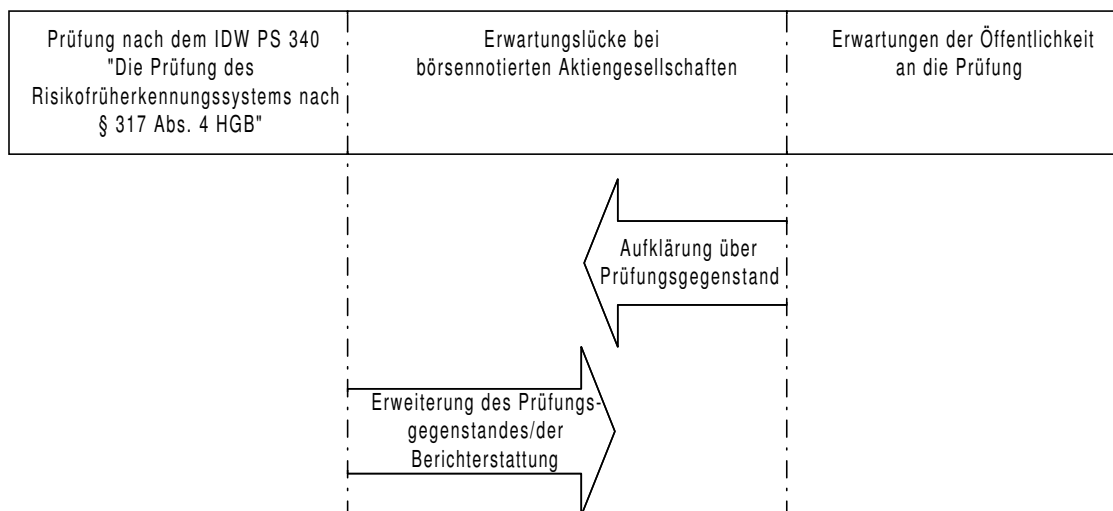 Prüfung nach dem IDW PS 340
"Die Prüfung des
Risikofrüherkennungssystems nach
§ 317 Abs. 4 HGB"
Erwartungslücke bei
börsennotierten Aktiengesellschaften
Erwartungen der Öffentlichkeit
an die Prüfung
Aufklärung über
Prüfungsgegenstand
Erweiterung des Prüfungs-
gegenstandes/der
Berichterstattung